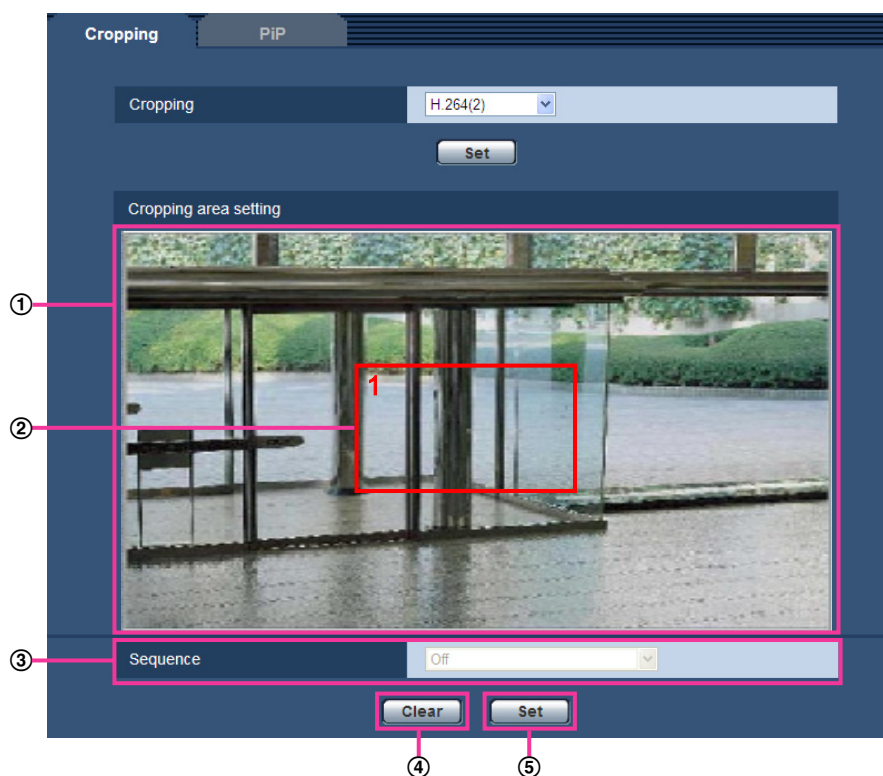 Cropping PiP
Cropping H.264(2)
Set
Cropping area setting
①
1
②
③ Sequence Off
Clear Set
④ ⑤